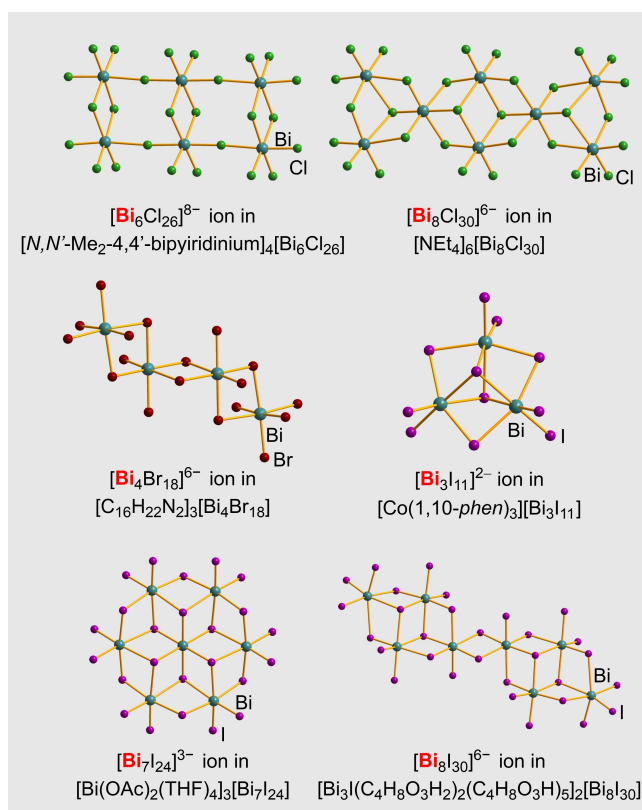 Bi
Cl
Bi
Cl
[Bi₆Cl₂₆]⁸⁻ ion in
[N,N'-Me₂-4,4'-bipyiridinium]₄[Bi₆Cl₂₆]
[Bi₈Cl₃₀]⁶⁻ ion in
[NEt₄]₆[Bi₈Cl₃₀]
Bi
Br
Bi
I
[Bi₄Br₁₈]⁶⁻ ion in
[C₁₆H₂₂N₂]₃[Bi₄Br₁₈]
[Bi₃I₁₁]²⁻ ion in
[Co(1,10-phen)₃][Bi₃I₁₁]
Bi
I
Bi
I
[Bi₇I₂₄]³⁻ ion in
[Bi(OAc)₂(THF)₄]₃[Bi₇I₂₄]
[Bi₈I₃₀]⁶⁻ ion in
[Bi₃I(C₄H₈O₃H₂)₂(C₄H₈O₃H)₅]₂[Bi₈I₃₀]